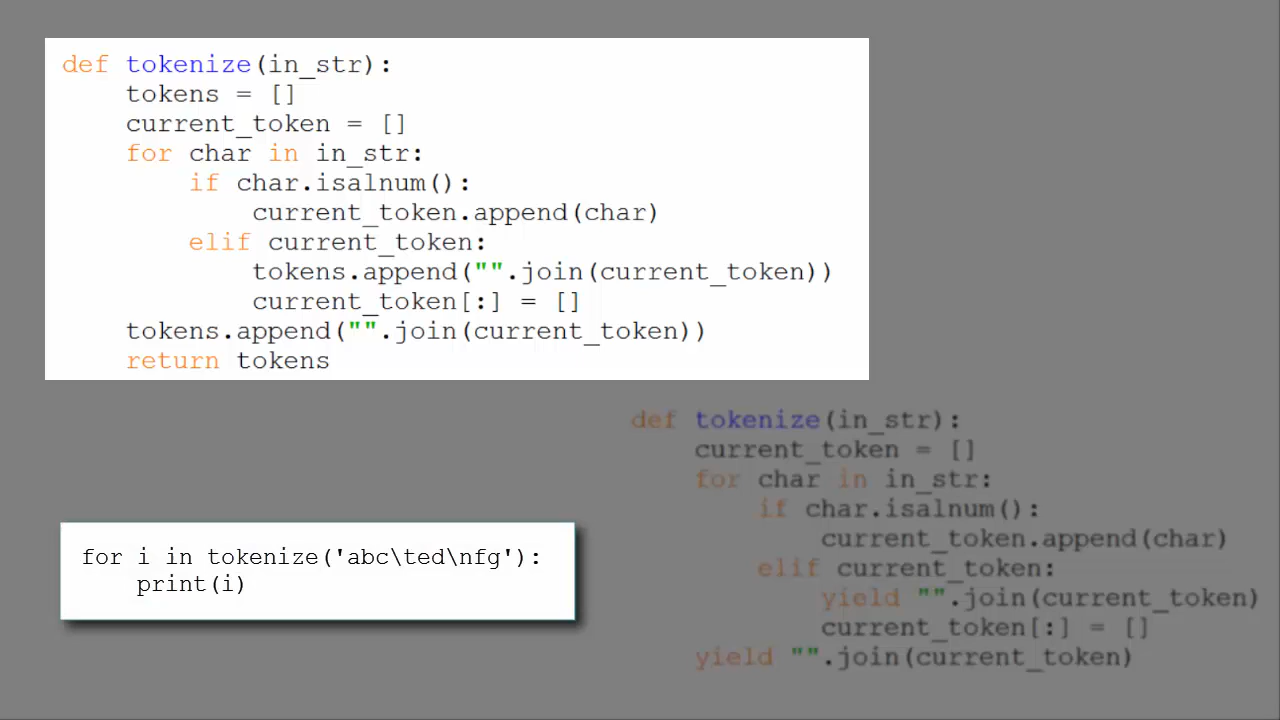 def tokenize(in_str):
    tokens = []
    current_token = []
    for char in in_str:
        if char.isalnum():
            current_token.append(char)
        elif current_token:
            tokens.append("".join(current_token))
            current_token[:] = []
    tokens.append("".join(current_token))
    return tokens
def tokenize(in_str):
    current_token = []
    for char in in_str:
        if char.isalnum():
            current_token.append(char)
        elif current_token:
            yield "".join(current_token)
            current_token[:] = []
    yield "".join(current_token)
for i in tokenize('abc\ted\nfg'):
    print(i)